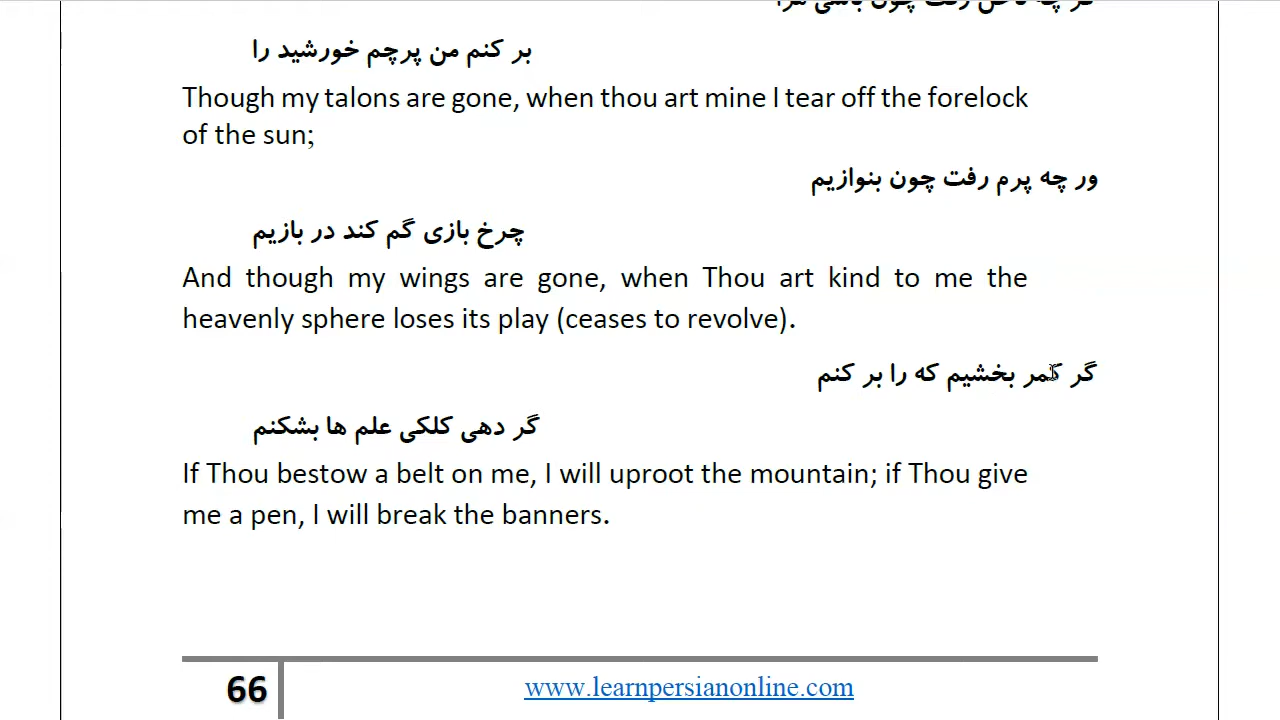 بر کنم من پرچم خورشید را
Though my talons are gone, when thou art mine I tear off the forelock
of the sun;
ور چه پرم رفت چون بنوازیم
چرخ بازی گم کند در بازیم
And though my wings are gone, when Thou art kind to me the
heavenly sphere loses its play (ceases to revolve).
گر کمر بخشیم که را بر کنم
گر دهی کلکی علم ها بشکنم
If Thou bestow a belt on me, I will uproot the mountain; if Thou give
me a pen, I will break the banners.
66
www.learnpersianonline.com